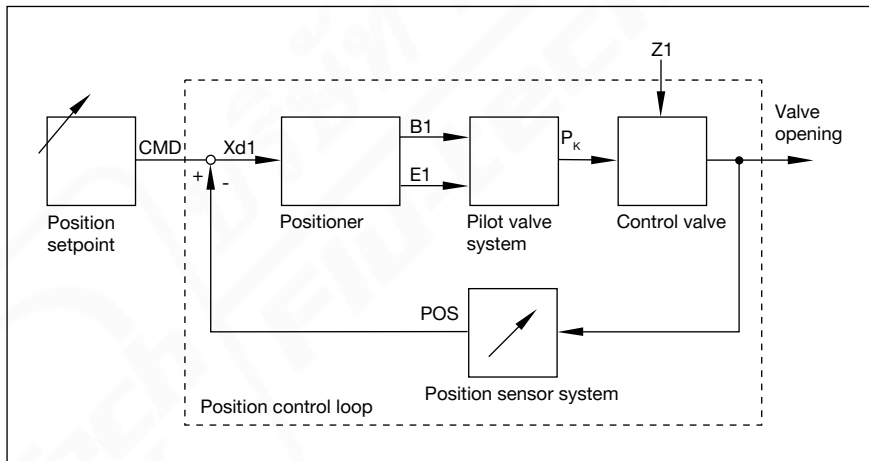 Z1
Valve
opening
B1
CMD
Xd1
PK
E1
+
-
Position
setpoint
Positioner
Pilot valve
system
Control valve
POS
Position sensor system
Position control loop